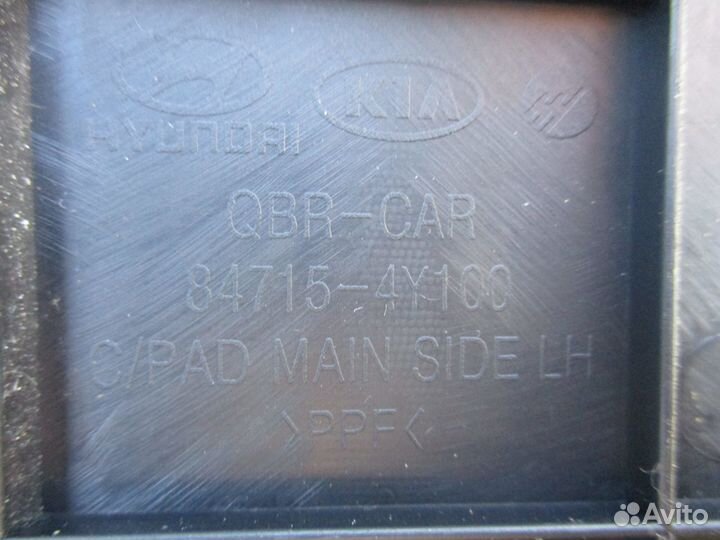 HYUNDAI KIA
QBR-CAR
84715-4Y100
C/PAD MAIN SIDE LH
>PPF<
Avito